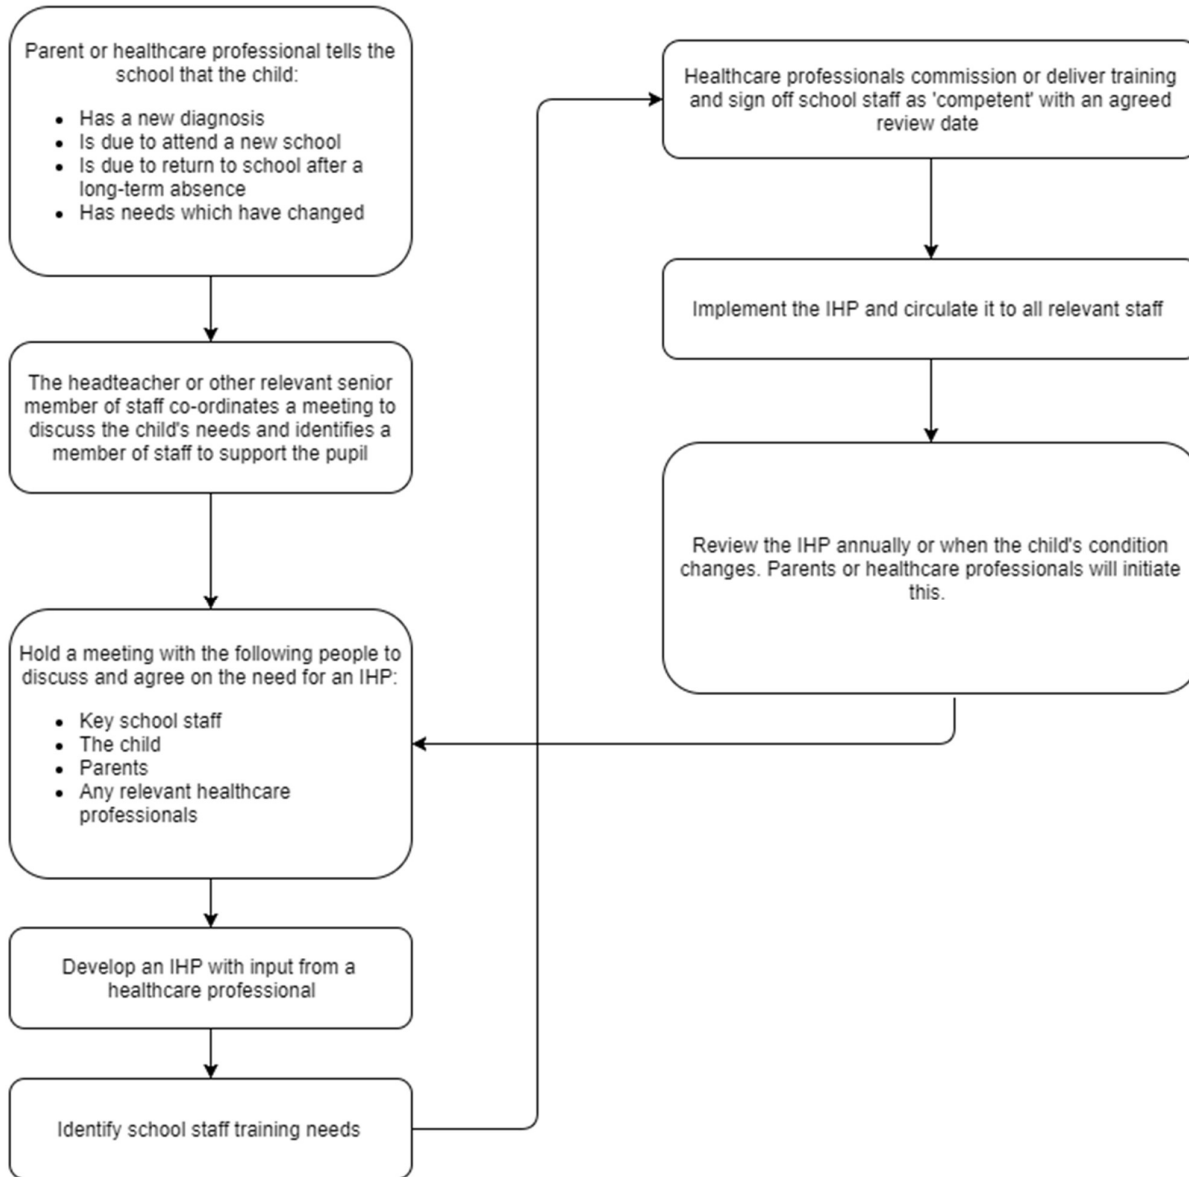 Parent or healthcare professional tells the
school that the child:
• Has a new diagnosis
• Is due to attend a new school
• Is due to return to school after a
long-term absence
• Has needs which have changed
The headteacher or other relevant senior
member of staff co-ordinates a meeting to
discuss the child's needs and identifies a
member of staff to support the pupil
Hold a meeting with the following people to
discuss and agree on the need for an IHP:
• Key school staff
• The child
• Parents
• Any relevant healthcare
professionals
Develop an IHP with input from a
healthcare professional
Identify school staff training needs
Healthcare professionals commission or deliver training
and sign off school staff as 'competent' with an agreed
review date
Implement the IHP and circulate it to all relevant staff
Review the IHP annually or when the child's condition
changes. Parents or healthcare professionals will initiate
this.